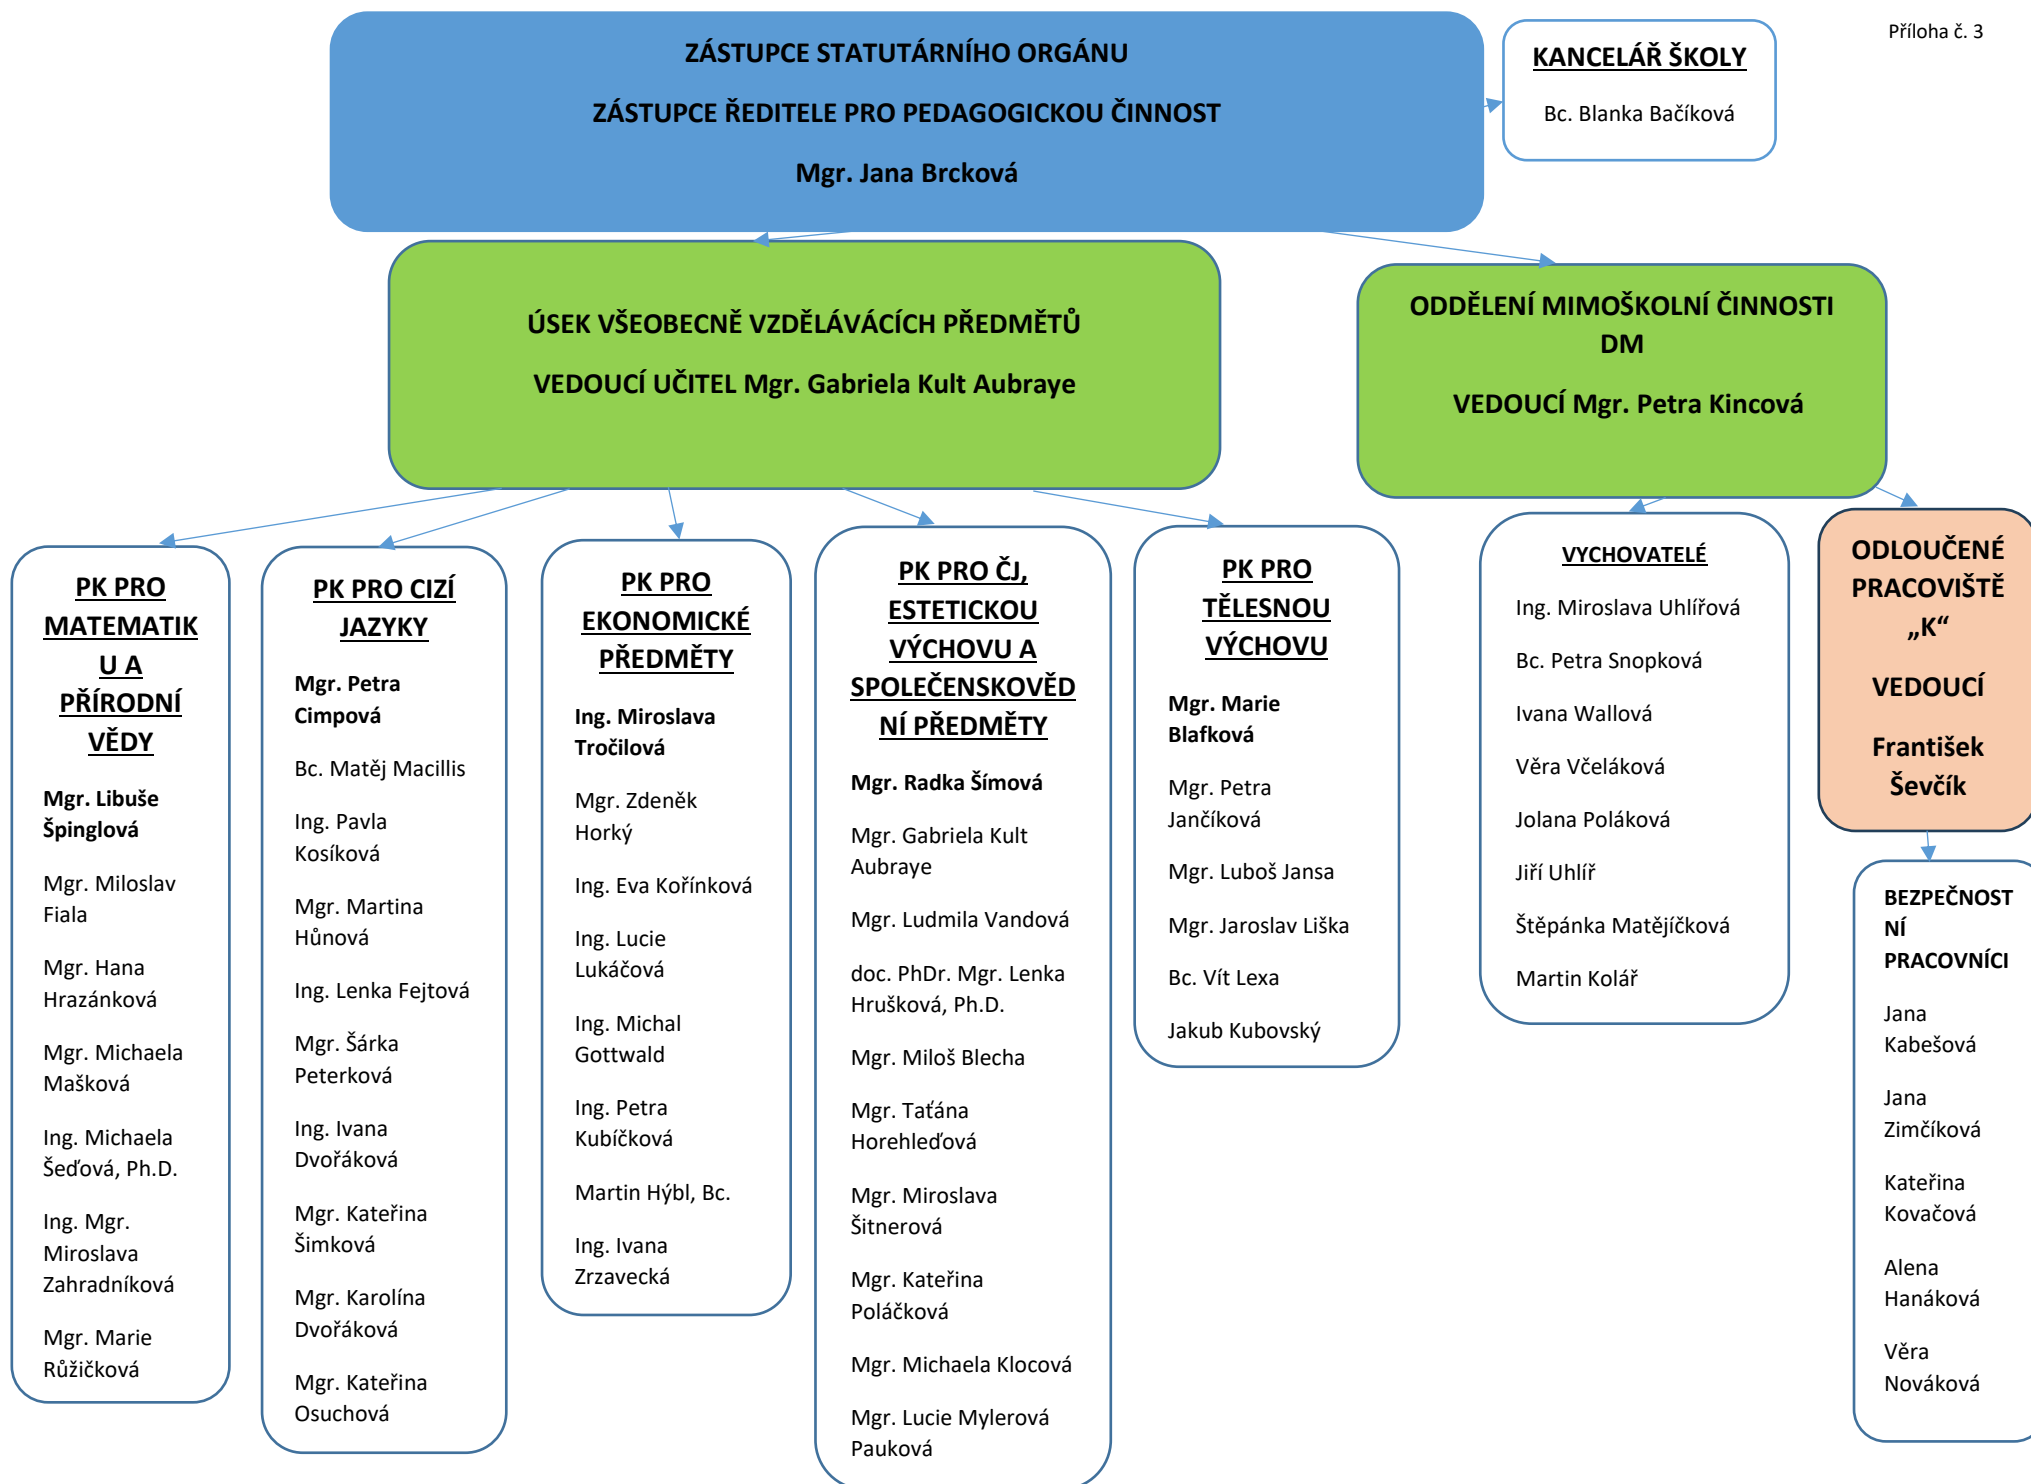 Příloha č. 3
ZÁSTUPCE STATUTÁRNÍHO ORGÁNU
ZÁSTUPCE ŘEDITELE PRO PEDAGOGICKOU ČINNOST
Mgr. Jana Brcková
KANCELÁŘ ŠKOLY
Bc. Blanka Bačíková
ÚSEK VŠEOBECNĚ VZDĚLÁVÁCÍCH PŘEDMĚTŮ
VEDOUCÍ UČITEL Mgr. Gabriela Kult Aubraye
ODDĚLENÍ MIMOŠKOLNÍ ČINNOSTI
DM
VEDOUCÍ Mgr. Petra Kincová
PK PRO
MATEMATIK
U A
PŘÍRODNÍ
VĚDY
Mgr. Libuše
Špinglová
Mgr. Miloslav
Fiala
Mgr. Hana
Hrazánková
Mgr. Michaela
Mašková
Ing. Michaela
Šeďová, Ph.D.
Ing. Mgr.
Miroslava
Zahradníková
Mgr. Marie
Růžičková
PK PRO CIZÍ
JAZYKY
Mgr. Petra
Cimpová
Bc. Matěj Macillis
Ing. Pavla
Kosíková
Mgr. Martina
Hůnová
Ing. Lenka Fejtová
Mgr. Šárka
Peterková
Ing. Ivana
Dvořáková
Mgr. Kateřina
Šimková
Mgr. Karolína
Dvořáková
Mgr. Kateřina
Osuchová
PK PRO
EKONOMICKÉ
PŘEDMĚTY
Ing. Miroslava
Tročilová
Mgr. Zdeněk
Horký
Ing. Eva Kořínková
Ing. Lucie
Lukáčová
Ing. Michal
Gottwald
Ing. Petra
Kubíčková
Martin Hýbl, Bc.
Ing. Ivana
Zrzavecká
PK PRO ČJ,
ESTETICKOU
VÝCHOVU A
SPOLEČENSKOVĚD
NÍ PŘEDMĚTY
Mgr. Radka Šímová
Mgr. Gabriela Kult
Aubraye
Mgr. Ludmila Vandová
doc. PhDr. Mgr. Lenka
Hrušková, Ph.D.
Mgr. Miloš Blecha
Mgr. Taťána
Horehleďová
Mgr. Miroslava
Šitnerová
Mgr. Kateřina
Poláčková
Mgr. Michaela Klocová
Mgr. Lucie Mylerová
Pauková
PK PRO
TĚLESNOU
VÝCHOVU
Mgr. Marie
Blafková
Mgr. Petra
Jančíková
Mgr. Luboš Jansa
Mgr. Jaroslav Liška
Bc. Vít Lexa
Jakub Kubovský
VYCHOVATELÉ
Ing. Miroslava Uhlířová
Bc. Petra Snopková
Ivana Wallová
Věra Včeláková
Jolana Poláková
Jiří Uhlíř
Štěpánka Matějíčková
Martin Kolář
ODLOUČENÉ
PRACOVIŠTĚ
„K“
VEDOUCÍ
František
Ševčík
BEZPEČNOST
NÍ
PRACOVNÍCI
Jana
Kabešová
Jana
Zimčíková
Kateřina
Kovačová
Alena
Hanáková
Věra
Nováková